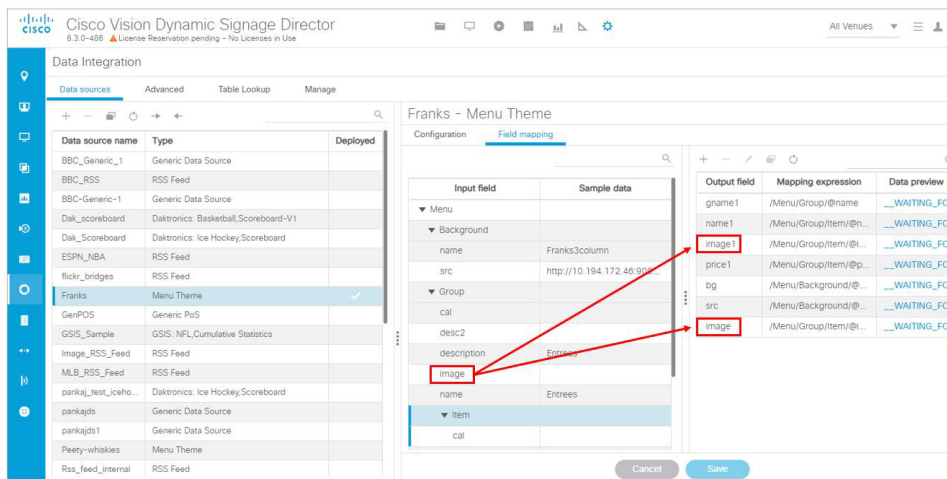 CISCO
Cisco Vision Dynamic Signage Director
6.3.0-486 License Reservation pending - No Licenses in Use
All Venues
Data Integration
Data sources Advanced Table Lookup Manage
Data source name Type Deployed
BBC_Generic_1 Generic Data Source
BBC_RSS RSS Feed
BBC-Generic-1 Generic Data Source
Dak_scoreboard Daktronics: Basketball,Scoreboard-V1
Dak_Scoreboard Daktronics: Ice Hockey,Scoreboard
ESPN_NBA RSS Feed
flickr_bridges RSS Feed
Franks Menu Theme
GenPOS Generic PoS
GSIS_Sample GSIS: NFL,Cumulative Statistics
Image_RSS_Feed RSS Feed
MLB_RSS_Feed RSS Feed
pankaj_test_iceho... Daktronics: Ice Hockey,Scoreboard
pankajds Generic Data Source
pankajds1 Generic Data Source
Peety-whiskies Menu Theme
Rss_feed_internal RSS Feed
Franks - Menu Theme
Configuration Field mapping
Input field Sample data
Menu
Background
name Franks3column
src http://10.194.172.46:900...
Group
cal
desc2
description Entrees
image
name Entrees
Item
cal
Output field Mapping expression Data preview
gname1 /Menu/Group/@name __WAITING_FO
name1 /Menu/Group/Item/@n... __WAITING_FO
image1 /Menu/Group/Item/@i... __WAITING_FO
price1 /Menu/Group/Item/@p... __WAITING_FO
bg /Menu/Background/@... __WAITING_FO
src /Menu/Background/@... __WAITING_FO
image /Menu/Group/Item/@i... __WAITING_FO
Cancel Save